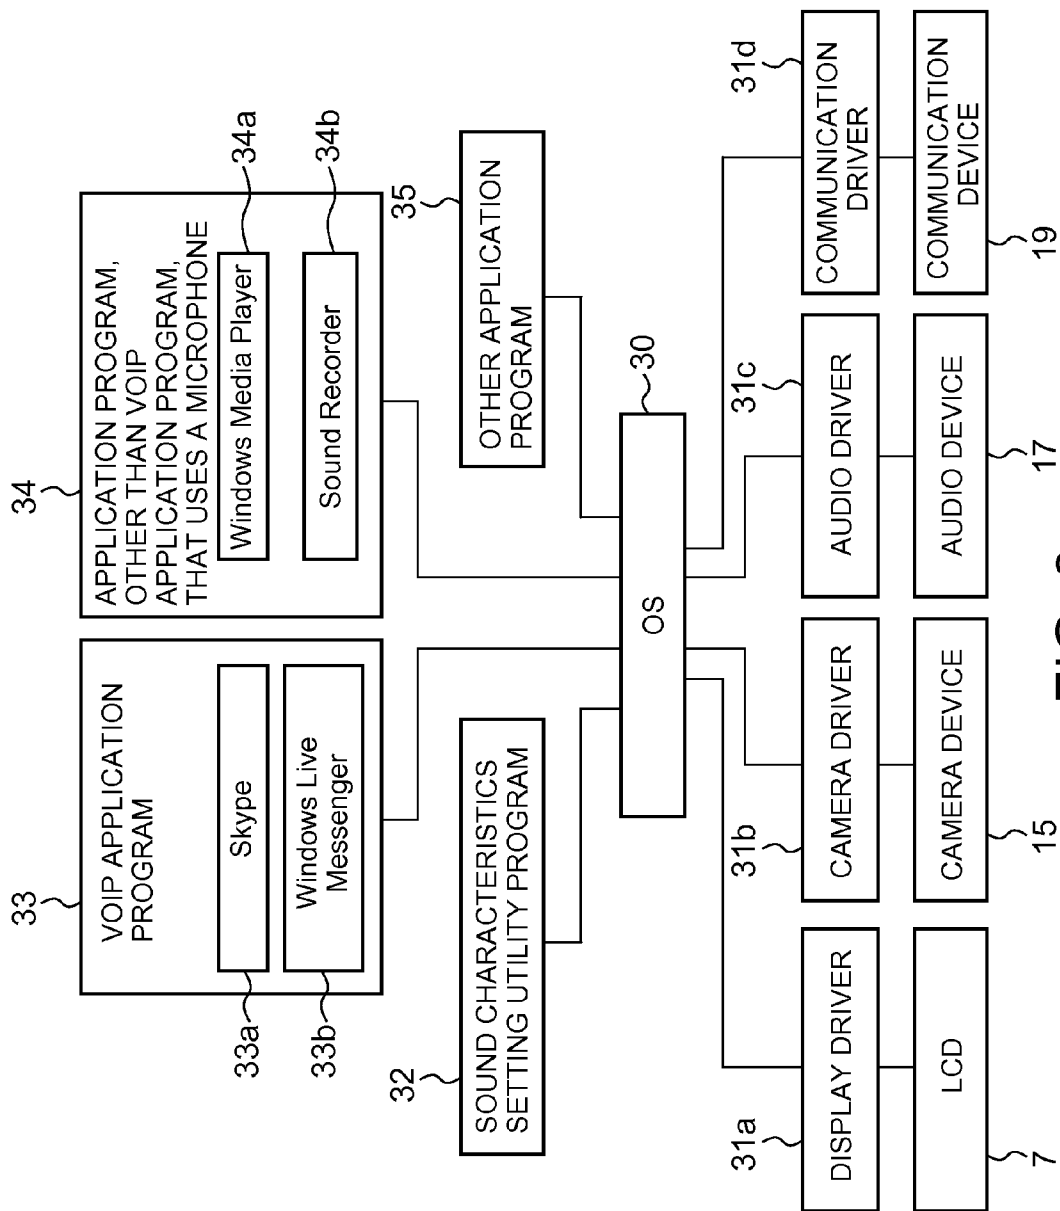 33
VOIP APPLICATION
PROGRAM
Skype
33a
Windows Live
Messenger
33b
34
APPLICATION PROGRAM,
OTHER THAN VOIP
APPLICATION PROGRAM,
THAT USES A MICROPHONE
Windows Media Player
34a
Sound Recorder
34b
32
SOUND CHARACTERISTICS
SETTING UTILITY PROGRAM
35
OTHER APPLICATION
PROGRAM
OS
30
31a
DISPLAY DRIVER
31b
CAMERA DRIVER
31c
AUDIO DRIVER
31d
COMMUNICATION
DRIVER
LCD
7
CAMERA DEVICE
15
AUDIO DEVICE
17
COMMUNICATION
DEVICE
19
FIG.